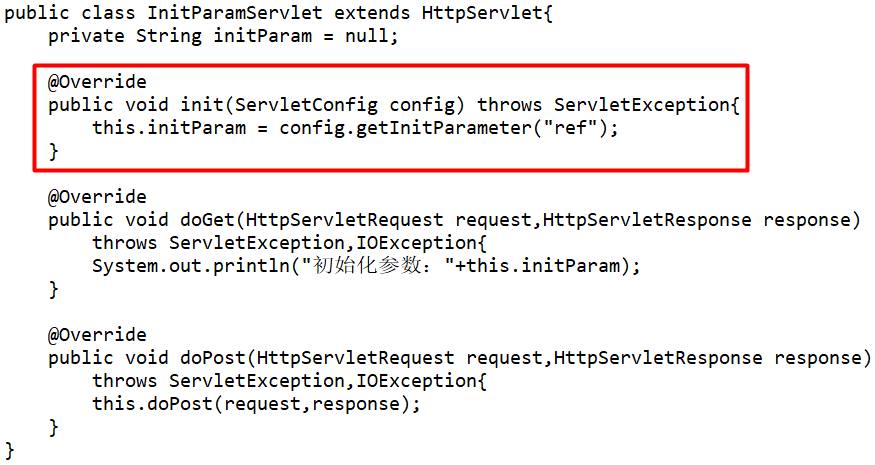 public class InitParamServlet extends HttpServlet{
    private String initParam = null;

    @Override
    public void init(ServletConfig config) throws ServletException{
        this.initParam = config.getInitParameter("ref");
    }

    @Override
    public void doGet(HttpServletRequest request,HttpServletResponse response)
        throws ServletException,IOException{
        System.out.println("初始化参数："+this.initParam);
    }

    @Override
    public void doPost(HttpServletRequest request,HttpServletResponse response)
        throws ServletException,IOException{
        this.doPost(request,response);
    }
}